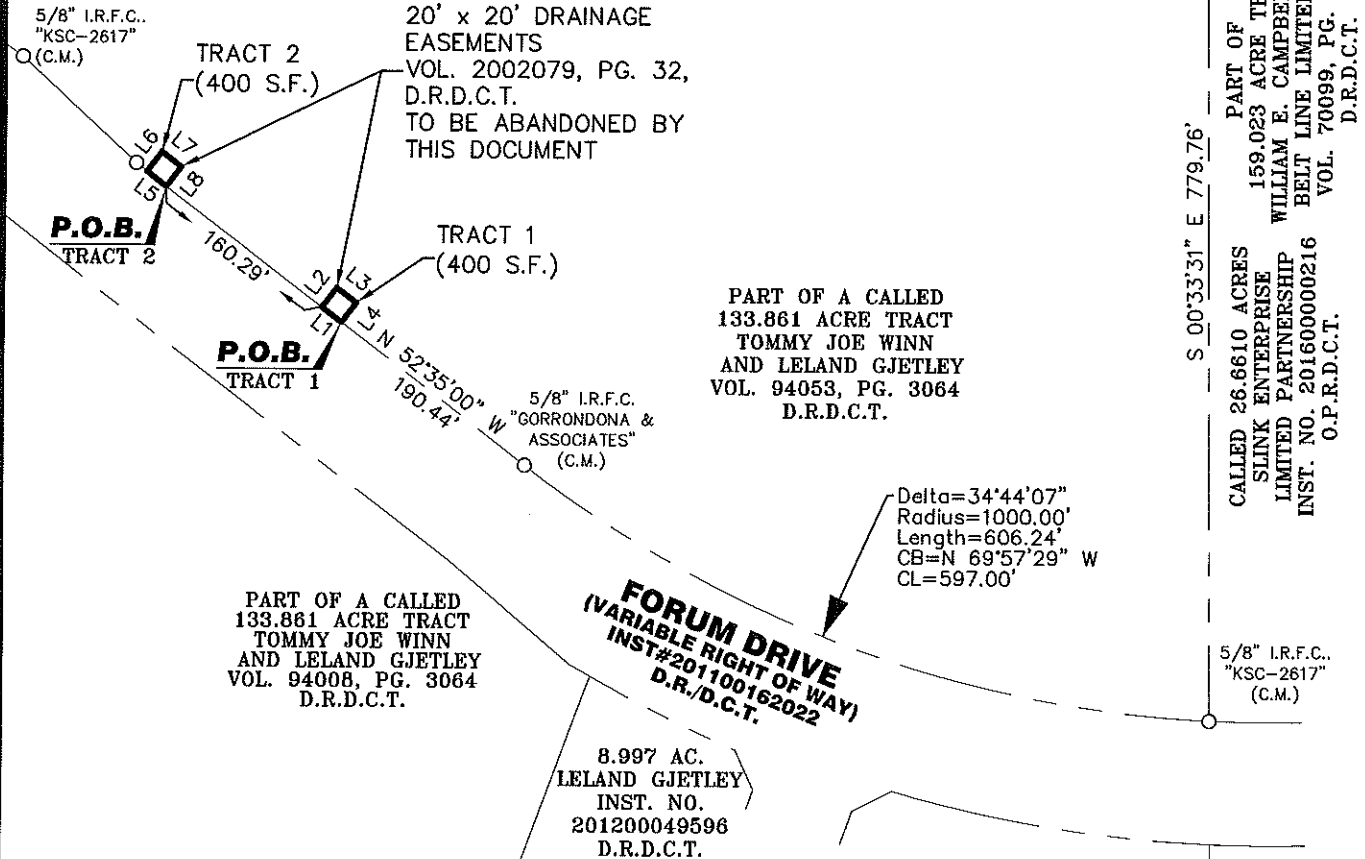 5/8" I.R.F.C..
"KSC-2617"
(C.M.)
TRACT 2
(400 S.F.)
20' x 20' DRAINAGE
EASEMENTS
VOL. 2002079, PG. 32,
D.R.D.C.T.
TO BE ABANDONED BY
THIS DOCUMENT
L6
L7
L5
L8
P.O.B.
TRACT 2
160.29'
TRACT 1
(400 S.F.)
L2
L3
L1
L4
P.O.B.
TRACT 1
N 52°35'00" W
190.44'
5/8" I.R.F.C.
"GORRONDONA &
ASSOCIATES"
(C.M.)
PART OF A CALLED
133.861 ACRE TRACT
TOMMY JOE WINN
AND LELAND GJETLEY
VOL. 94053, PG. 3064
D.R.D.C.T.
S 00°33'31" E 779.76'
PART OF
159.023 ACRE
WILLIAM E.
BELT LINE
VOL. 70099, PG.
D.R.D.C.T.
CALLED 26.6610 ACRES
SLINK ENTERPRISE
LIMITED PARTNERSHIP
INST. NO. 201600000216
O.P.R.D.C.T.
Delta=34°44'07"
Radius=1000.00'
Length=606.24'
CB=N 69°57'29" W
CL=597.00'
PART OF A CALLED
133.861 ACRE TRACT
TOMMY JOE WINN
AND LELAND GJETLEY
VOL. 94008, PG. 3064
D.R.D.C.T.
FORUM DRIVE
(VARIABLE RIGHT OF WAY)
INST#201100162022
D.R./D.C.T.
5/8" I.R.F.C..
"KSC-2617"
(C.M.)
8.997 AC.
LELAND GJETLEY
INST. NO.
201200049596
D.R.D.C.T.